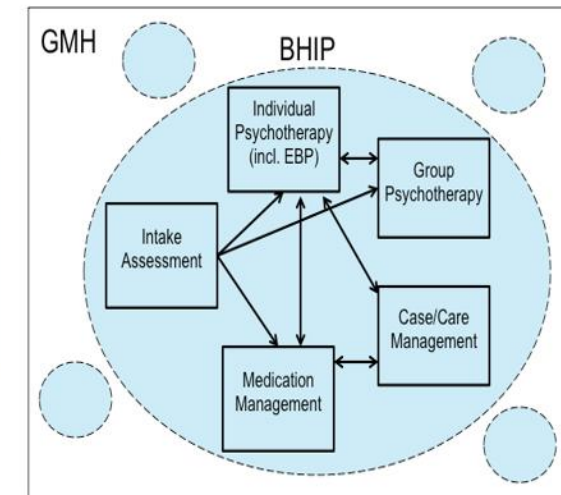 GMH
BHIP
Individual
Psychotherapy
(incl. EBP)
Group
Psychotherapy
Intake
Assessment
Case/Care
Management
Medication
Management